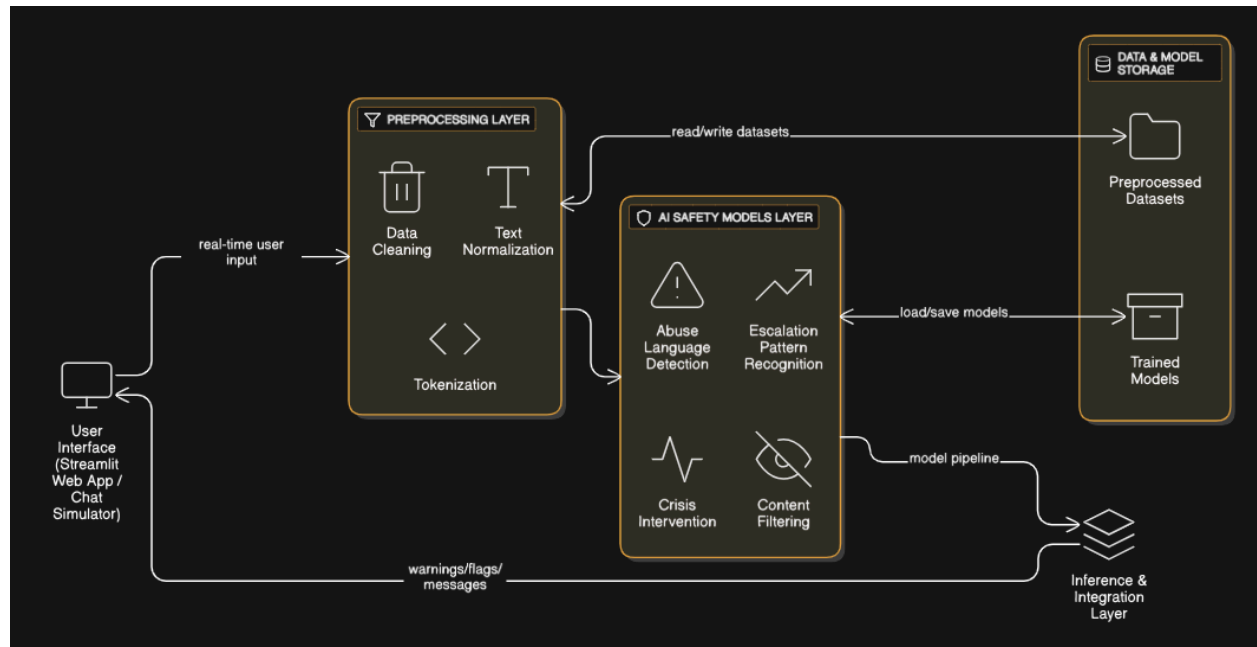 DATA & MODEL
STORAGE
PREPROCESSING LAYER
read/write datasets
Preprocessed
Datasets
AI SAFETY MODELS LAYER
Data
Cleaning
Text
Normalization
real-time user
input
Abuse
Language
Detection
Escalation
Pattern
Recognition
load/save models
Trained
Models
Tokenization
User
Interface
(Streamlit
Web App /
Chat
Simulator)
model pipeline
Crisis
Intervention
Content
Filtering
warnings/flags/
messages
Inference &
Integration
Layer